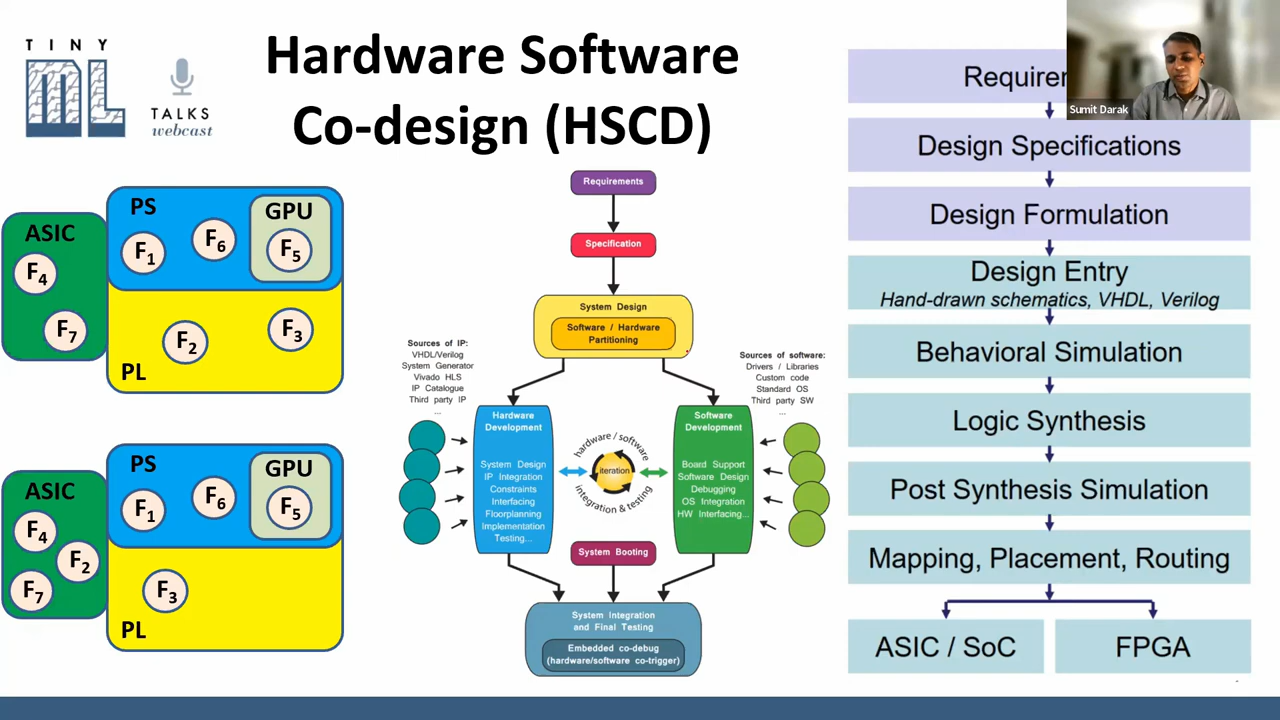 TINY
ML
TALKS
webcast
Hardware Software
Co-design (HSCD)
ASIC
F4
F7
PS
F1
F6
GPU
F5
F2
F3
PL
ASIC
F4
F2
F7
PS
F1
F6
GPU
F5
F3
PL
Requirements
Specification
System Design
Software / Hardware
Partitioning
Sources of IP:
VHDL/Verilog
System Generator
Vivado HLS
IP Catalogue
Third party IP
...
Sources of software:
Drivers / Libraries
Custom code
Standard OS
Third party SW
...
Hardware
Development
System Design
IP Integration
Constraints
Interfacing
Floorplanning
Implementation
Testing...
hardware / software
iteration
integration & testing
Software
Development
Board Support
Software Design
Debugging
OS Integration
HW Interfacing...
System Booting
System Integration
and Final Testing
Embedded co-debug
(hardware/software co-trigger)
Sumit Darak
Design Specifications
Design Formulation
Design Entry
Hand-drawn schematics, VHDL, Verilog
Behavioral Simulation
Logic Synthesis
Post Synthesis Simulation
Mapping, Placement, Routing
ASIC / SoC
FPGA